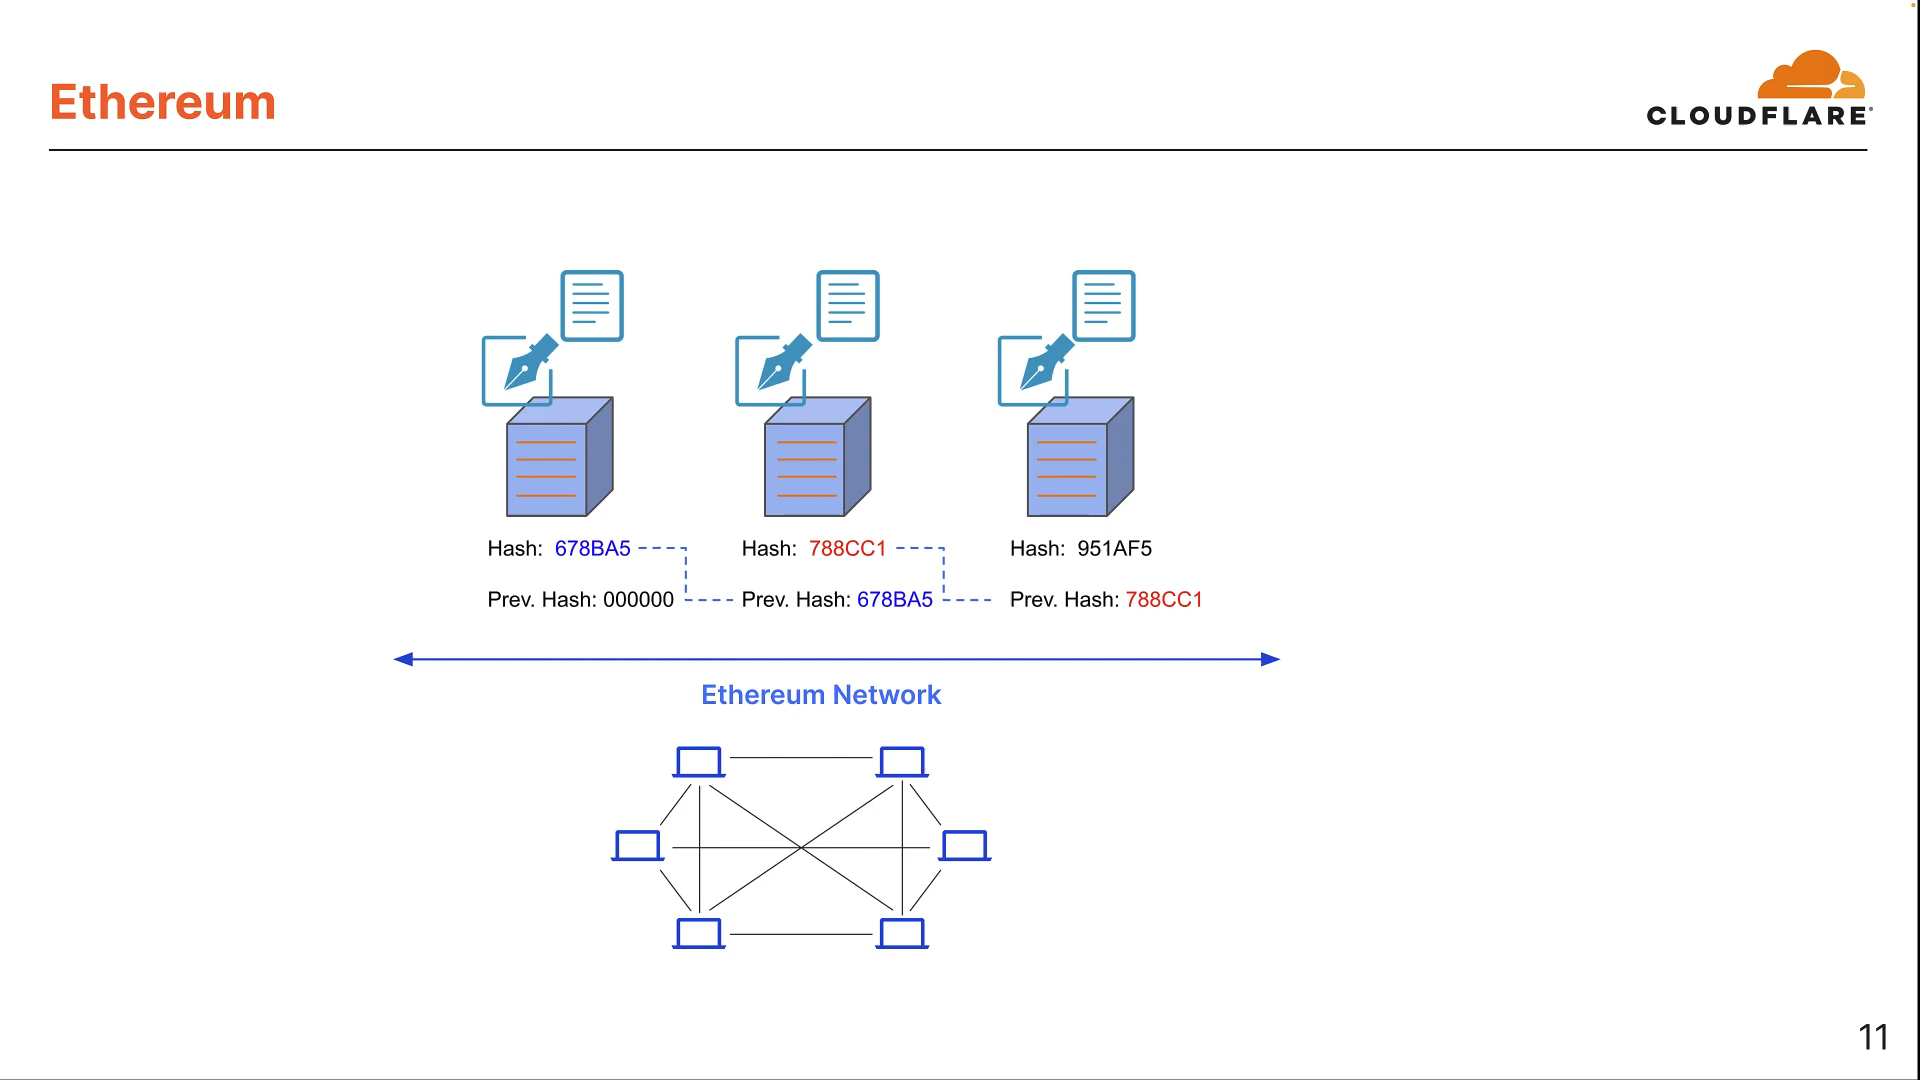 Ethereum
CLOUDFLARE
Hash: 678BA5
Hash: 788CC1
Hash: 951AF5
Prev. Hash: 000000
Prev. Hash: 678BA5
Prev. Hash: 788CC1
Ethereum Network
11